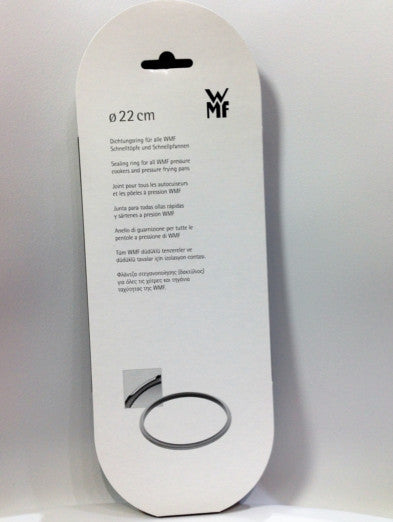 WMF
ø 22 cm
Dichtungsring für alle WMF
Schnelltöpfe und Schnellpfannen
Sealing ring for all WMF pressure
cookers and pressure frying pans
Joint pour tous les autocuiseurs
et les poêles à pression WMF
Junta para todas ollas rápidas
y sártenes a presión WMF
Anello di guarnizione per tutte le
pentole a pressione di WMF
Tüm WMF düdüklü tencereler ve
düdüklü tavalar için izolasyon contası.
Φλάντζα στεγανοποίησης (δακτύλιος)
για όλες τις χύτρες και τηγάνια
ταχύτητας της WMF.